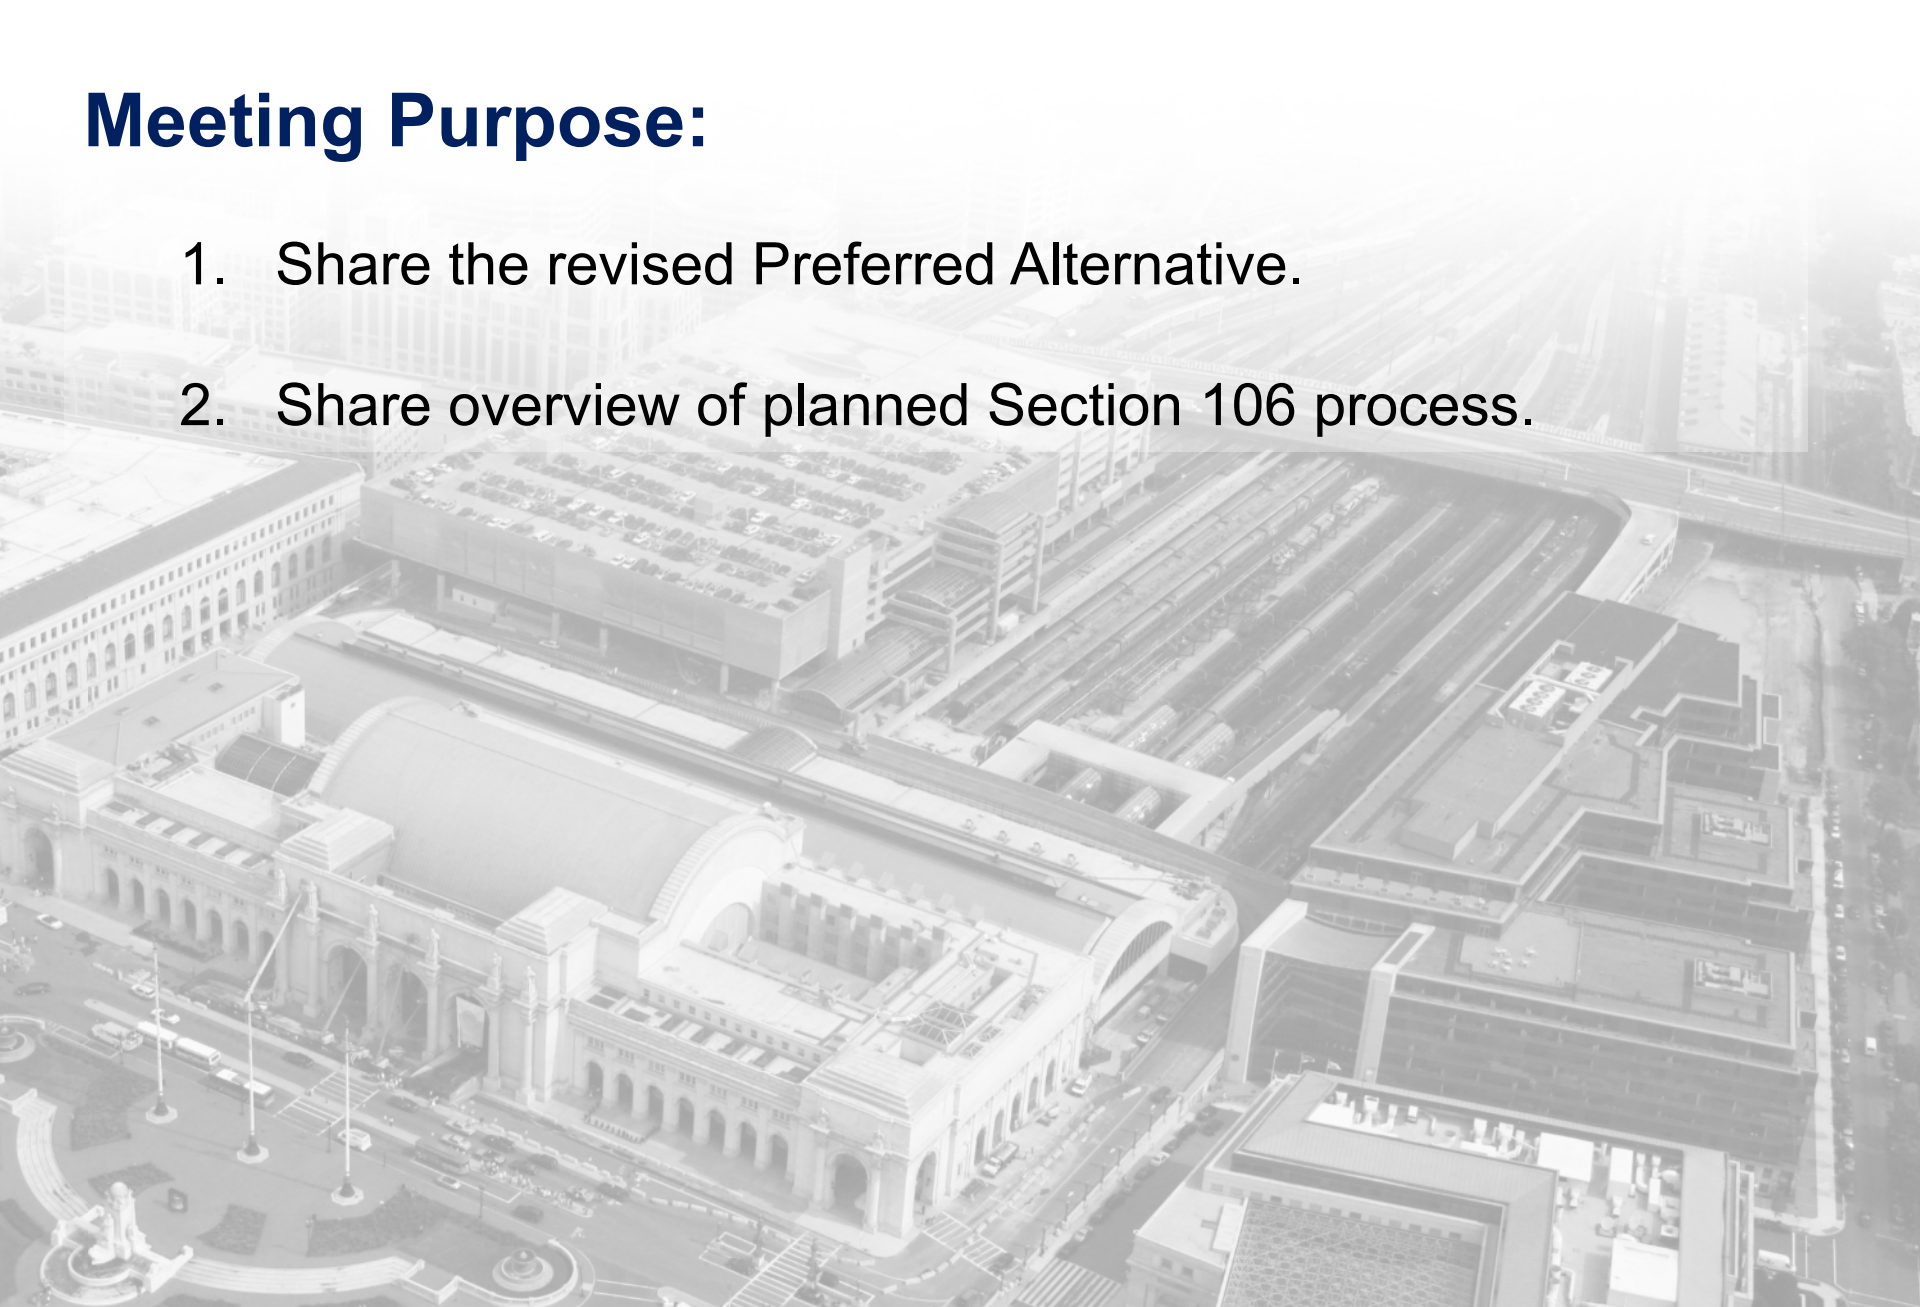 Meeting Purpose:
1. Share the revised Preferred Alternative.
2. Share overview of planned Section 106 process.